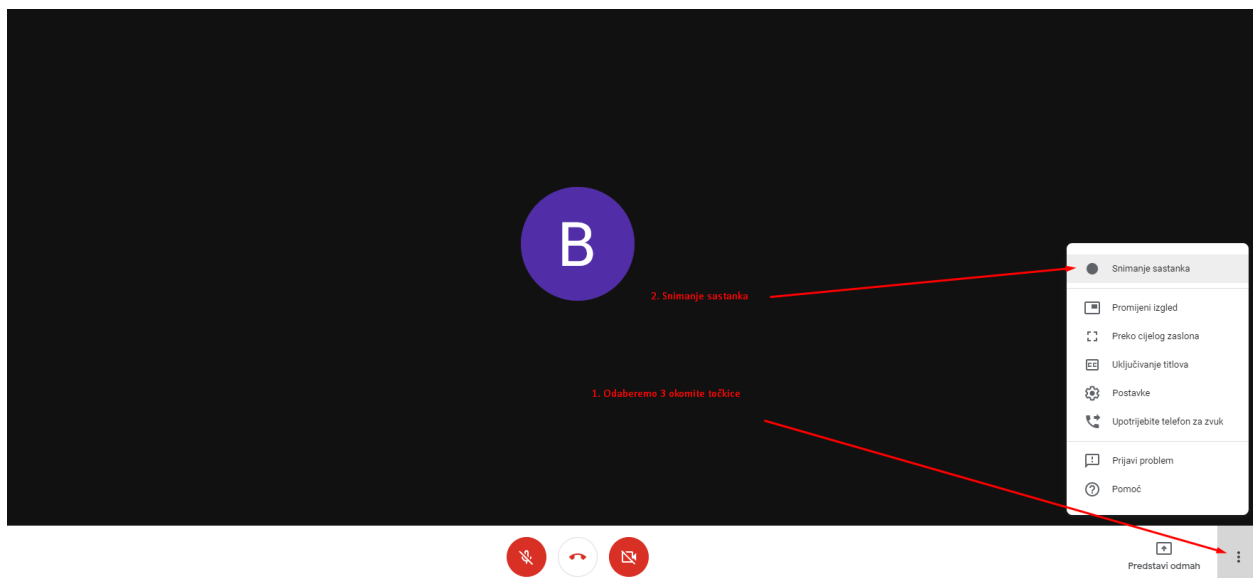 B
Snimanje sastanka
2. Snimanje sastanka
Promijeni izgled
Preko cijelog zaslona
Uključivanje titlova
1. Odaberemo 3 okomite točkice
Postavke
Upotrijebite telefon za zvuk
Prijavi problem
Pomoć
Predstavi odmah